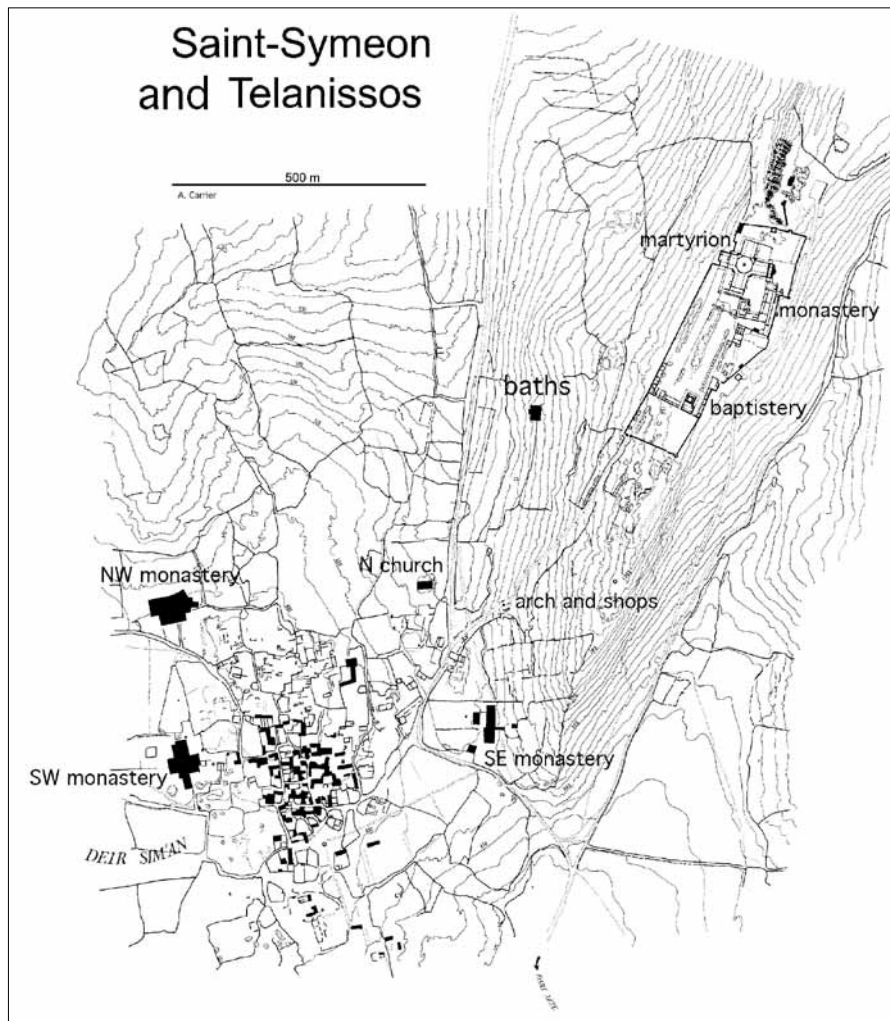 Saint-Symeon
and Telanissos
500 m
A. Carrier
martyrion
monastery
baths
baptistery
NW monastery
N church
arch and shops
SW monastery
SE monastery
DEIR SIM'AN